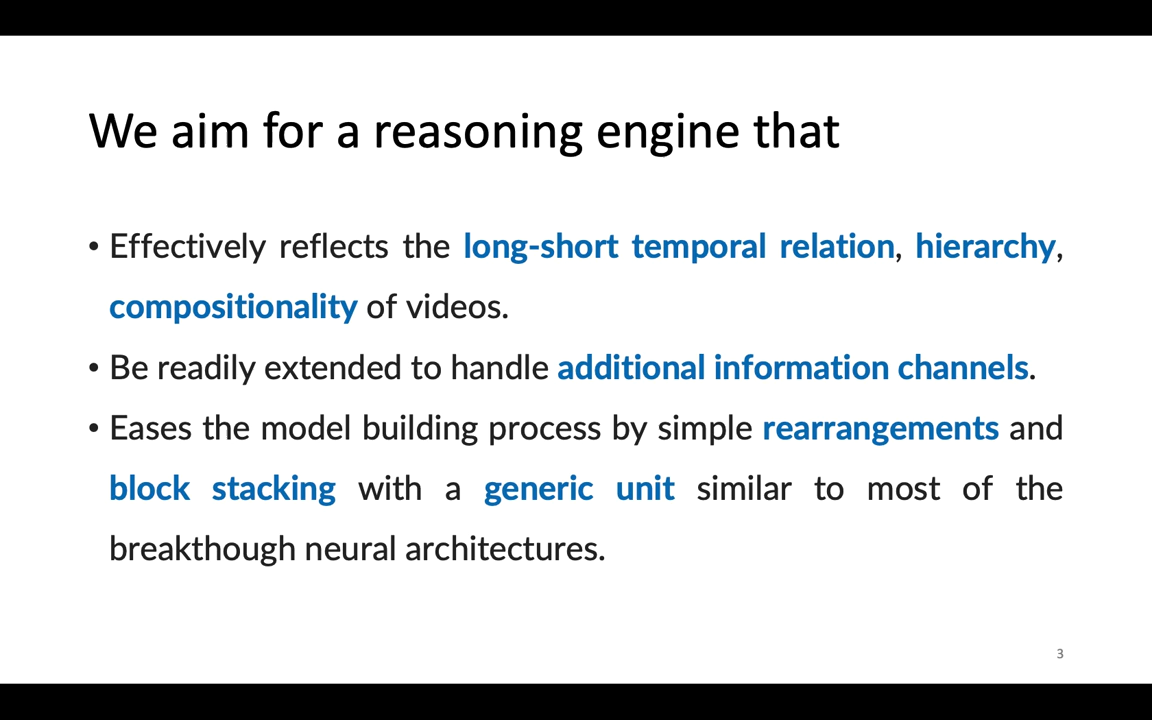 We aim for a reasoning engine that
• Effectively reflects the long-short temporal relation, hierarchy,
compositionality of videos.
• Be readily extended to handle additional information channels.
• Eases the model building process by simple rearrangements and
block stacking with a generic unit similar to most of the
breakthough neural architectures.
3